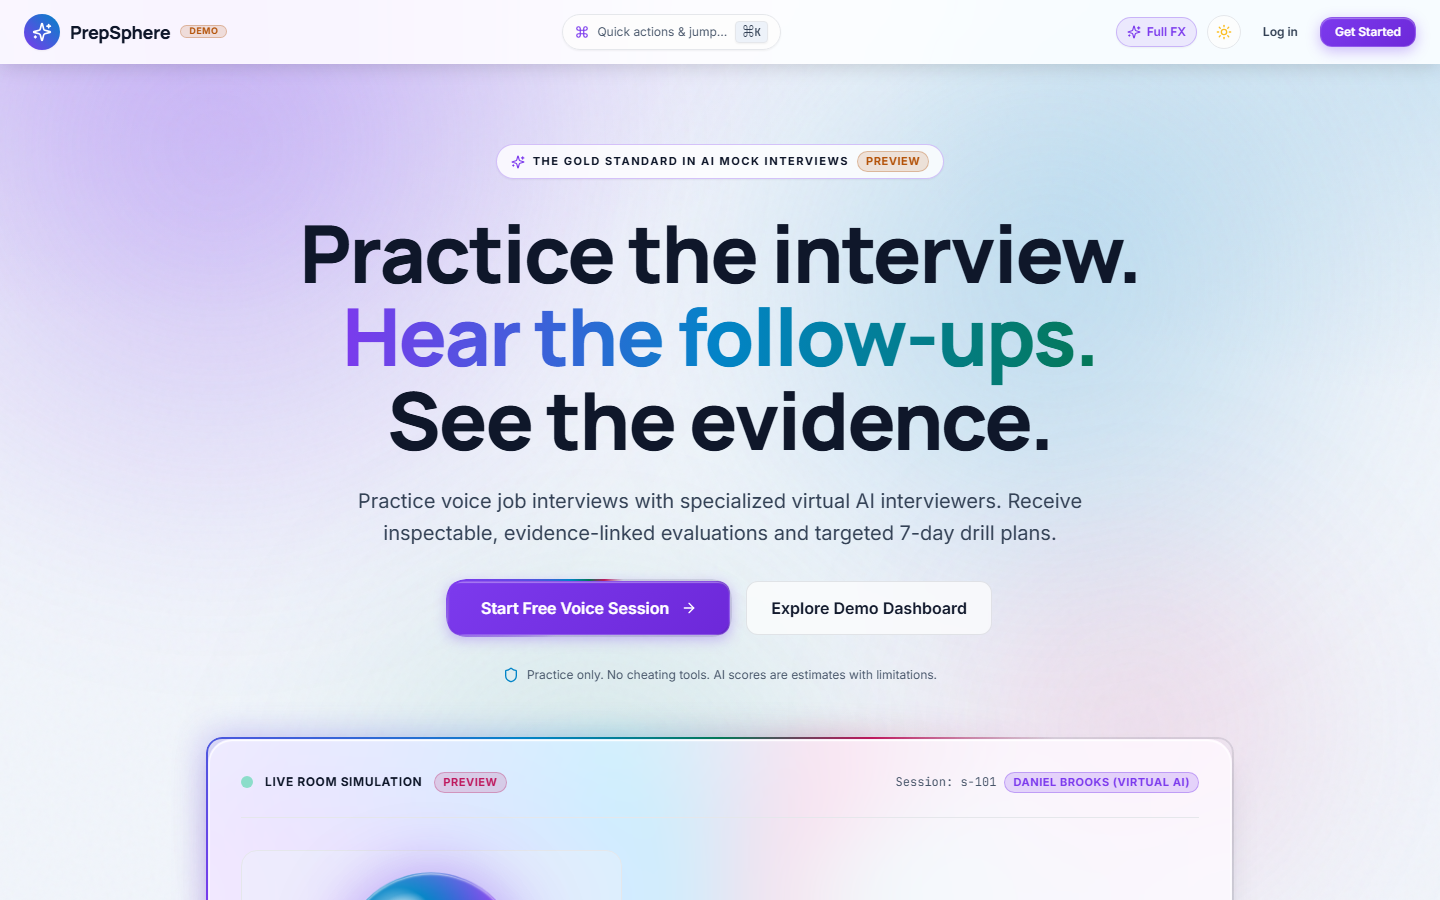 PrepSphere DEMO
Quick actions & jump... ⌘K
Full FX
Log in
Get Started
THE GOLD STANDARD IN AI MOCK INTERVIEWS PREVIEW
Practice the interview.
Hear the follow-ups.
See the evidence.
Practice voice job interviews with specialized virtual AI interviewers. Receive
inspectable, evidence-linked evaluations and targeted 7-day drill plans.
Start Free Voice Session →
Explore Demo Dashboard
Practice only. No cheating tools. AI scores are estimates with limitations.
LIVE ROOM SIMULATION PREVIEW
Session: s-101 DANIEL BROOKS (VIRTUAL AI)